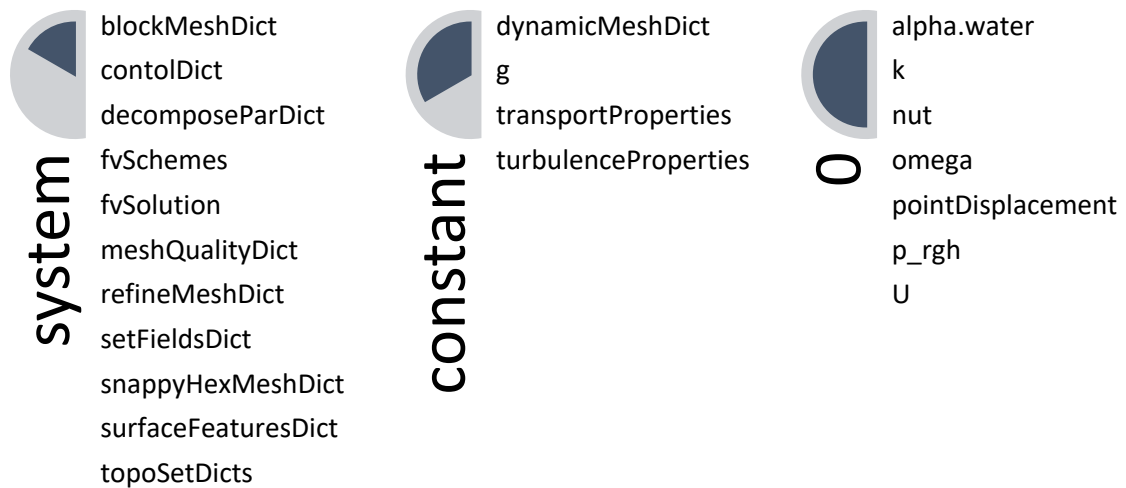 system
blockMeshDict
contolDict
decomposeParDict
fvSchemes
fvSolution
meshQualityDict
refineMeshDict
setFieldsDict
snappyHexMeshDict
surfaceFeaturesDict
topoSetDicts
constant
dynamicMeshDict
g
transportProperties
turbulenceProperties
0
alpha.water
k
nut
omega
pointDisplacement
p_rgh
U